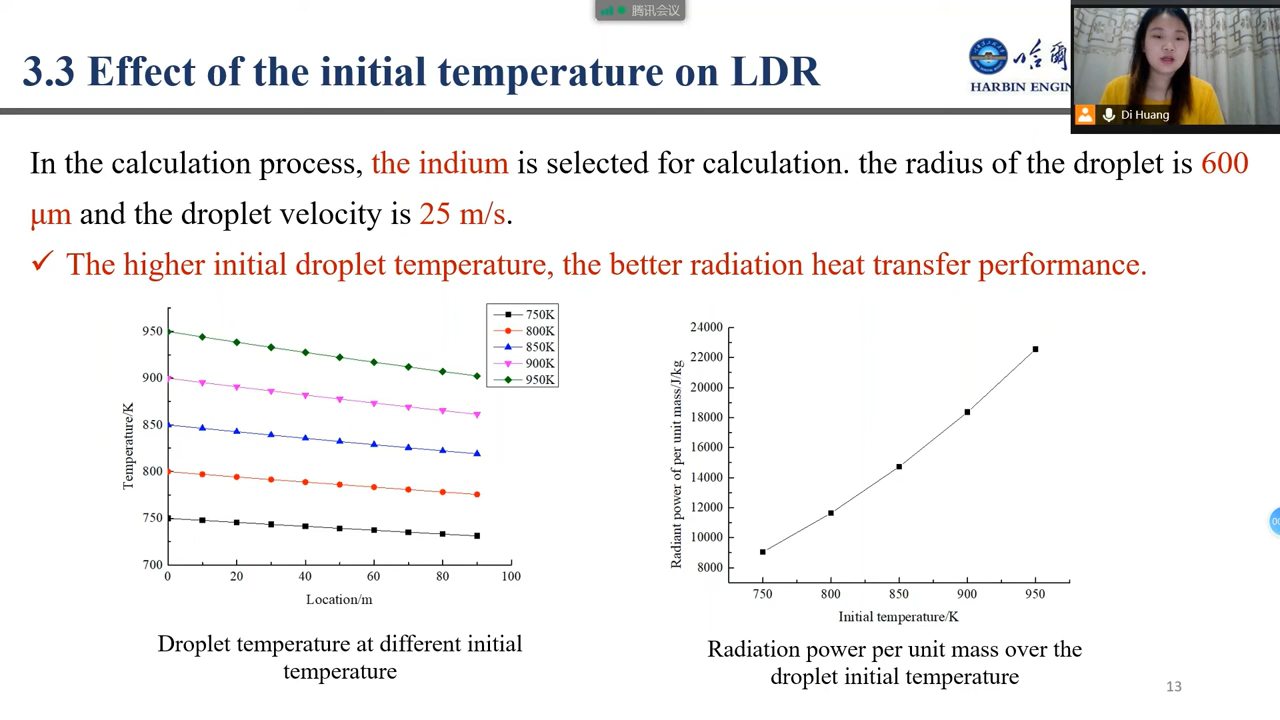 腾讯会议
3.3 Effect of the initial temperature on LDR
哈尔
HARBIN ENGIN
Di Huang
In the calculation process, the indium is selected for calculation. the radius of the droplet is 600
μm and the droplet velocity is 25 m/s.
✓ The higher initial droplet temperature, the better radiation heat transfer performance.
950
900
850
800
750
700
Temperature/K
0 20 40 60 80 100
Location/m
750K
800K
850K
900K
950K
Droplet temperature at different initial
temperature
24000
22000
20000
18000
16000
14000
12000
10000
8000
Radiant power of per unit mass/J/kg
750 800 850 900 950
Initial temperature/K
Radiation power per unit mass over the
droplet initial temperature
13
00